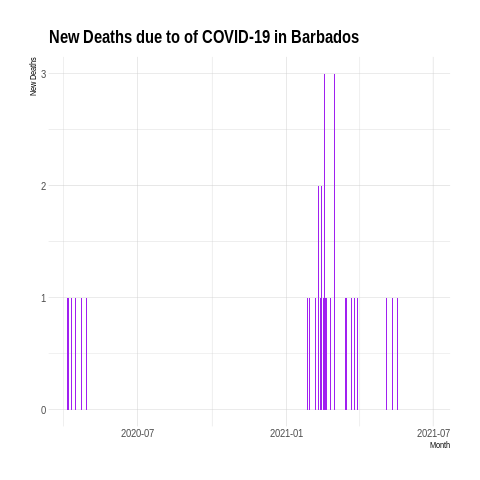 New Deaths due to of COVID-19 in Barbados
New Deaths
3
2
1
0
2020-07
2021-01
2021-07
Month